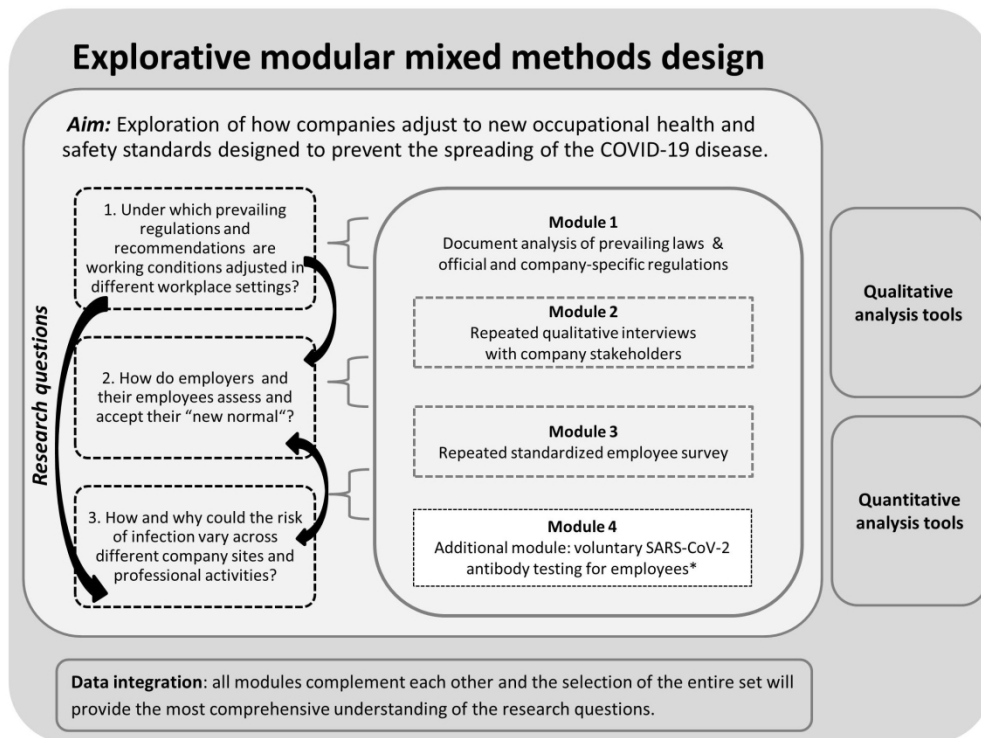 Explorative modular mixed methods design
Aim: Exploration of how companies adjust to new occupational health and
safety standards designed to prevent the spreading of the COVID-19 disease.
Research questions
1. Under which prevailing
regulations and
recommendations are
working conditions adjusted in
different workplace settings?
2. How do employers and
their employees assess and
accept their “new normal“?
3. How and why could the risk
of infection vary across
different company sites and
professional activities?
Module 1
Document analysis of prevailing laws &
official and company-specific regulations
Module 2
Repeated qualitative interviews
with company stakeholders
Module 3
Repeated standardized employee survey
Module 4
Additional module: voluntary SARS-CoV-2
antibody testing for employees*
Qualitative
analysis tools
Quantitative
analysis tools
Data integration: all modules complement each other and the selection of the entire set will
provide the most comprehensive understanding of the research questions.